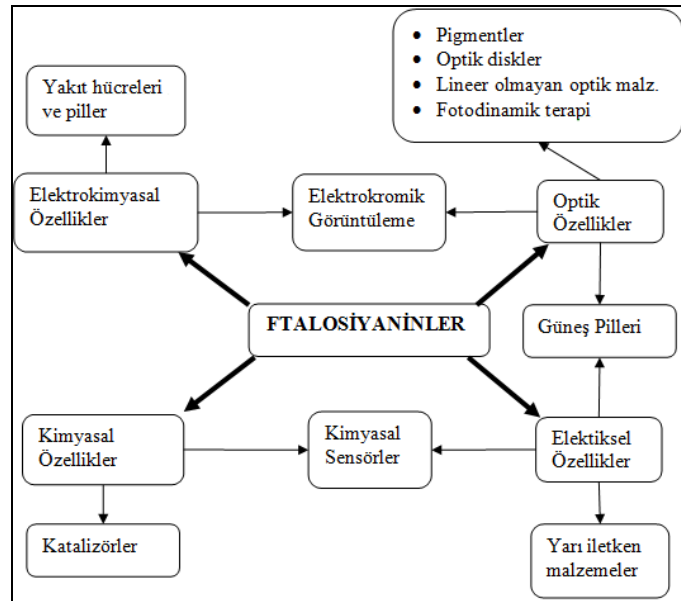 • Pigmentler
• Optik diskler
• Lineer olmayan optik malz.
• Fotodinamik terapi
Yakıt hücreleri
ve piller
Elektrokimyasal
Özellikler
Elektrokromik
Görüntüleme
Optik
Özellikler
FTALOSİYANİNLER
Güneş Pilleri
Kimyasal
Özellikler
Kimyasal
Sensörler
Elektiksel
Özellikler
Katalizörler
Yarı iletken
malzemeler